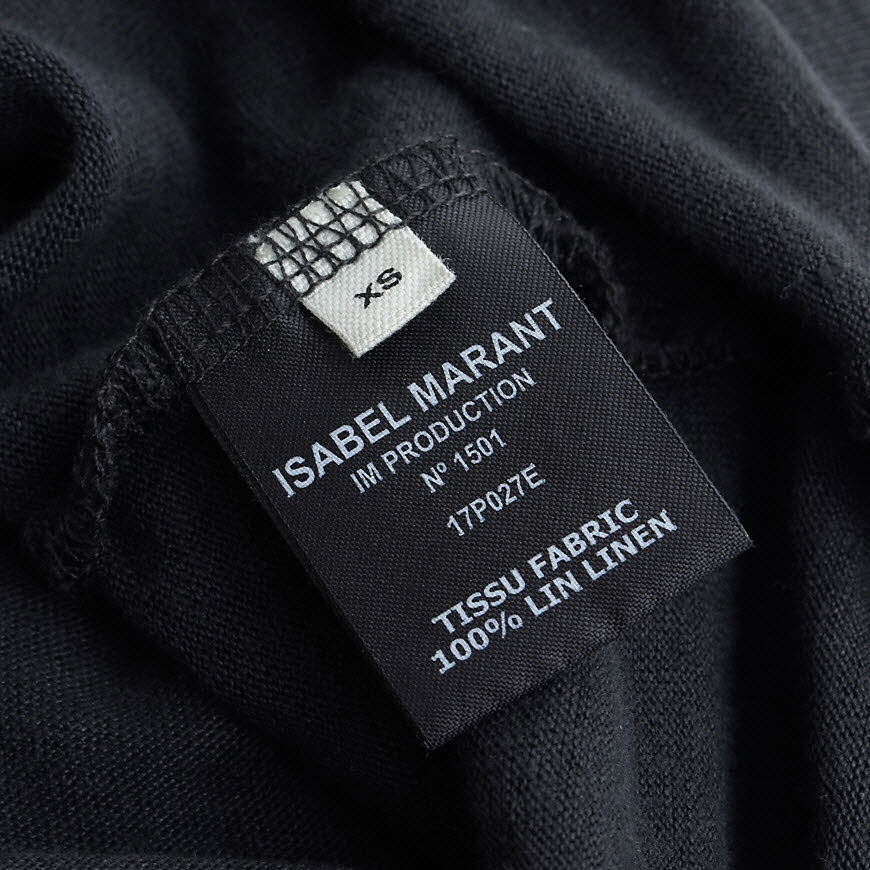 XS
ISABEL MARANT
IM PRODUCTION
Nº 1501
17P027E
TISSU FABRIC
100% LIN LINEN